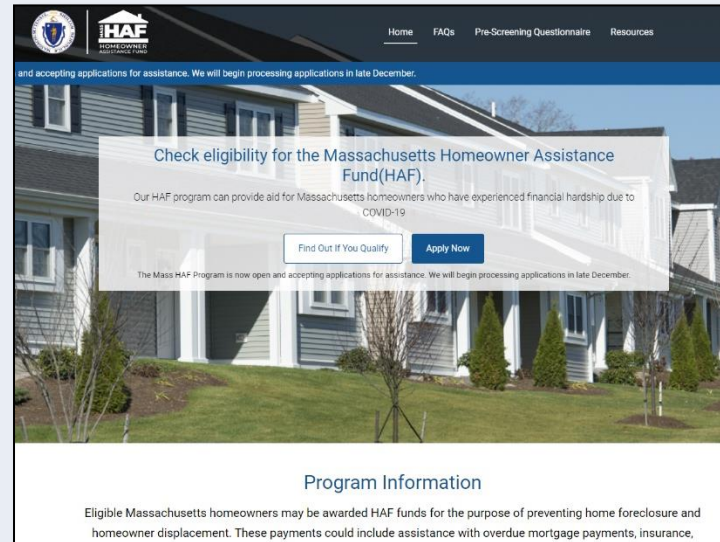 MASS
HAF
HOMEOWNER
ASSISTANCE FUND
Home FAQs Pre-Screening Questionnaire Resources
and accepting applications for assistance. We will begin processing applications in late December.
Check eligibility for the Massachusetts Homeowner Assistance
Fund(HAF).
Our HAF program can provide aid for Massachusetts homeowners who have experienced financial hardship due to
COVID-19
Find Out If You Qualify Apply Now
The Mass HAF Program is now open and accepting applications for assistance. We will begin processing applications in late December.
Program Information
Eligible Massachusetts homeowners may be awarded HAF funds for the purpose of preventing home foreclosure and
homeowner displacement. These payments could include assistance with overdue mortgage payments, insurance,